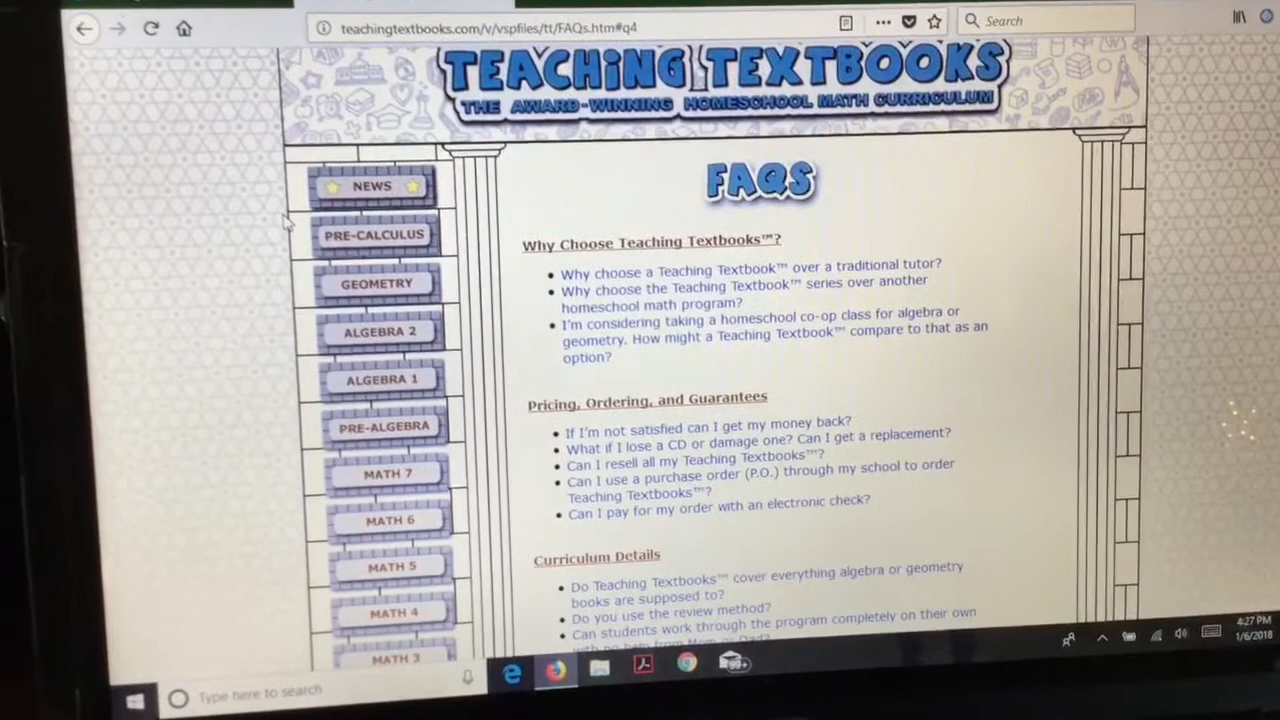 teachingtextbooks.com/v/vspfiles/tt/FAQs.htm#q4
Search
TEACHiNG TEXTBOOKS
THE AWARD-WINNING HOMESCHOOL MATH CURRICULUM
NEWS
PRE-CALCULUS
GEOMETRY
ALGEBRA 2
ALGEBRA 1
PRE-ALGEBRA
MATH 7
MATH 6
MATH 5
MATH 4
MATH 3
FAQS
Why Choose Teaching Textbooks™?
• Why choose a Teaching Textbook™ over a traditional tutor?
• Why choose the Teaching Textbook™ series over another
homeschool math program?
• I'm considering taking a homeschool co-op class for algebra or
geometry. How might a Teaching Textbook™ compare to that as an
option?
Pricing, Ordering, and Guarantees
• If I'm not satisfied can I get my money back?
• What if I lose a CD or damage one? Can I get a replacement?
• Can I resell all my Teaching Textbooks™?
• Can I use a purchase order (P.O.) through my school to order
Teaching Textbooks™?
• Can I pay for my order with an electronic check?
Curriculum Details
• Do Teaching Textbooks™ cover everything algebra or geometry
books are supposed to?
• Do you use the review method?
• Can students work through the program completely on their own
with no help from Mom or Dad?
Type here to search
99+
4:27 PM
1/6/2018